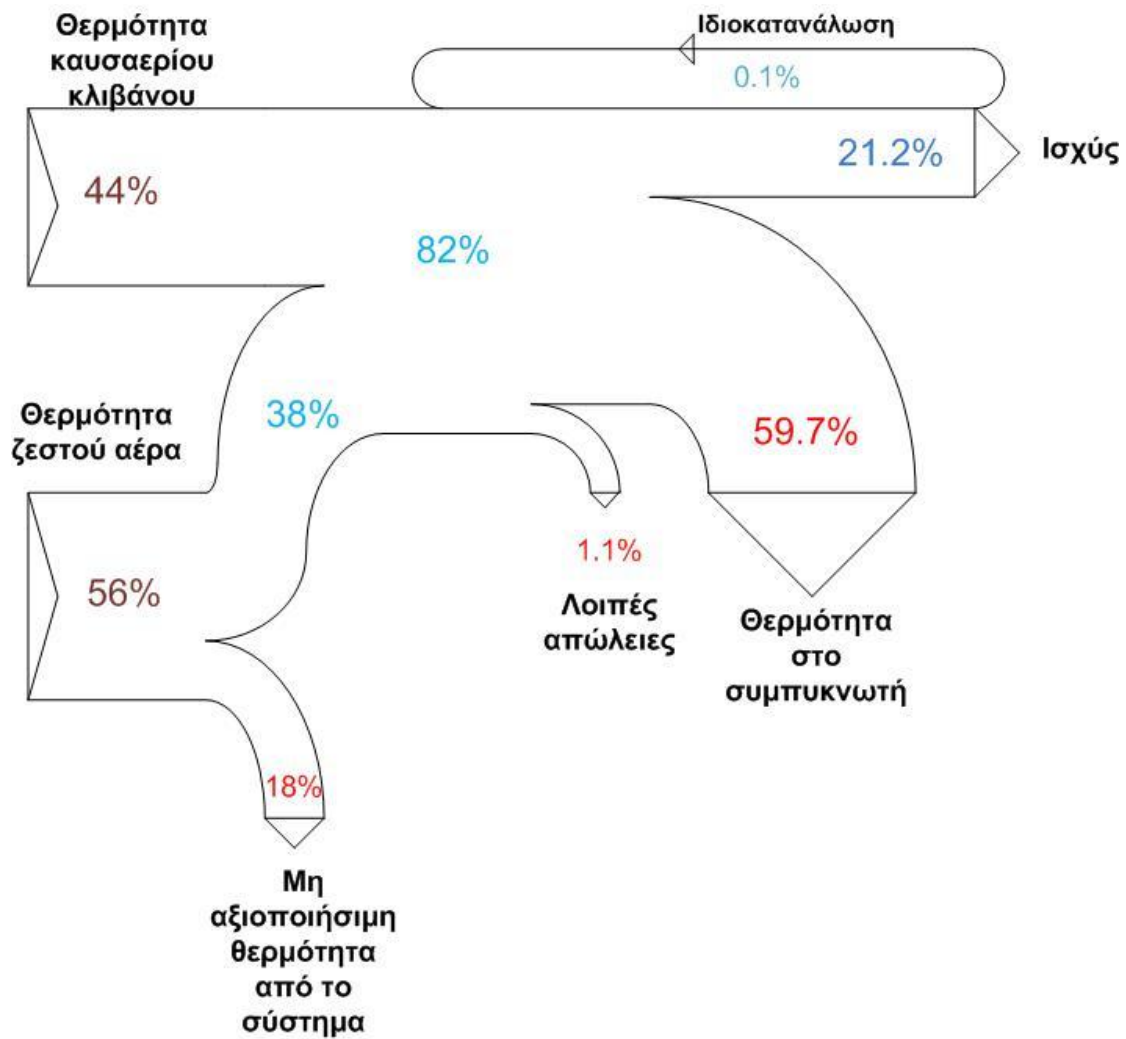 Θερμότητα
καυσαερίου
κλιβάνου
Ιδιοκατανάλωση
0.1%
21.2%
Ισχύς
44%
82%
Θερμότητα
ζεστού αέρα
38%
59.7%
56%
1.1%
Λοιπές
απώλειες
Θερμότητα
στο
συμπυκνωτή
18%
Μη
αξιοποιήσιμη
θερμότητα
από το
σύστημα